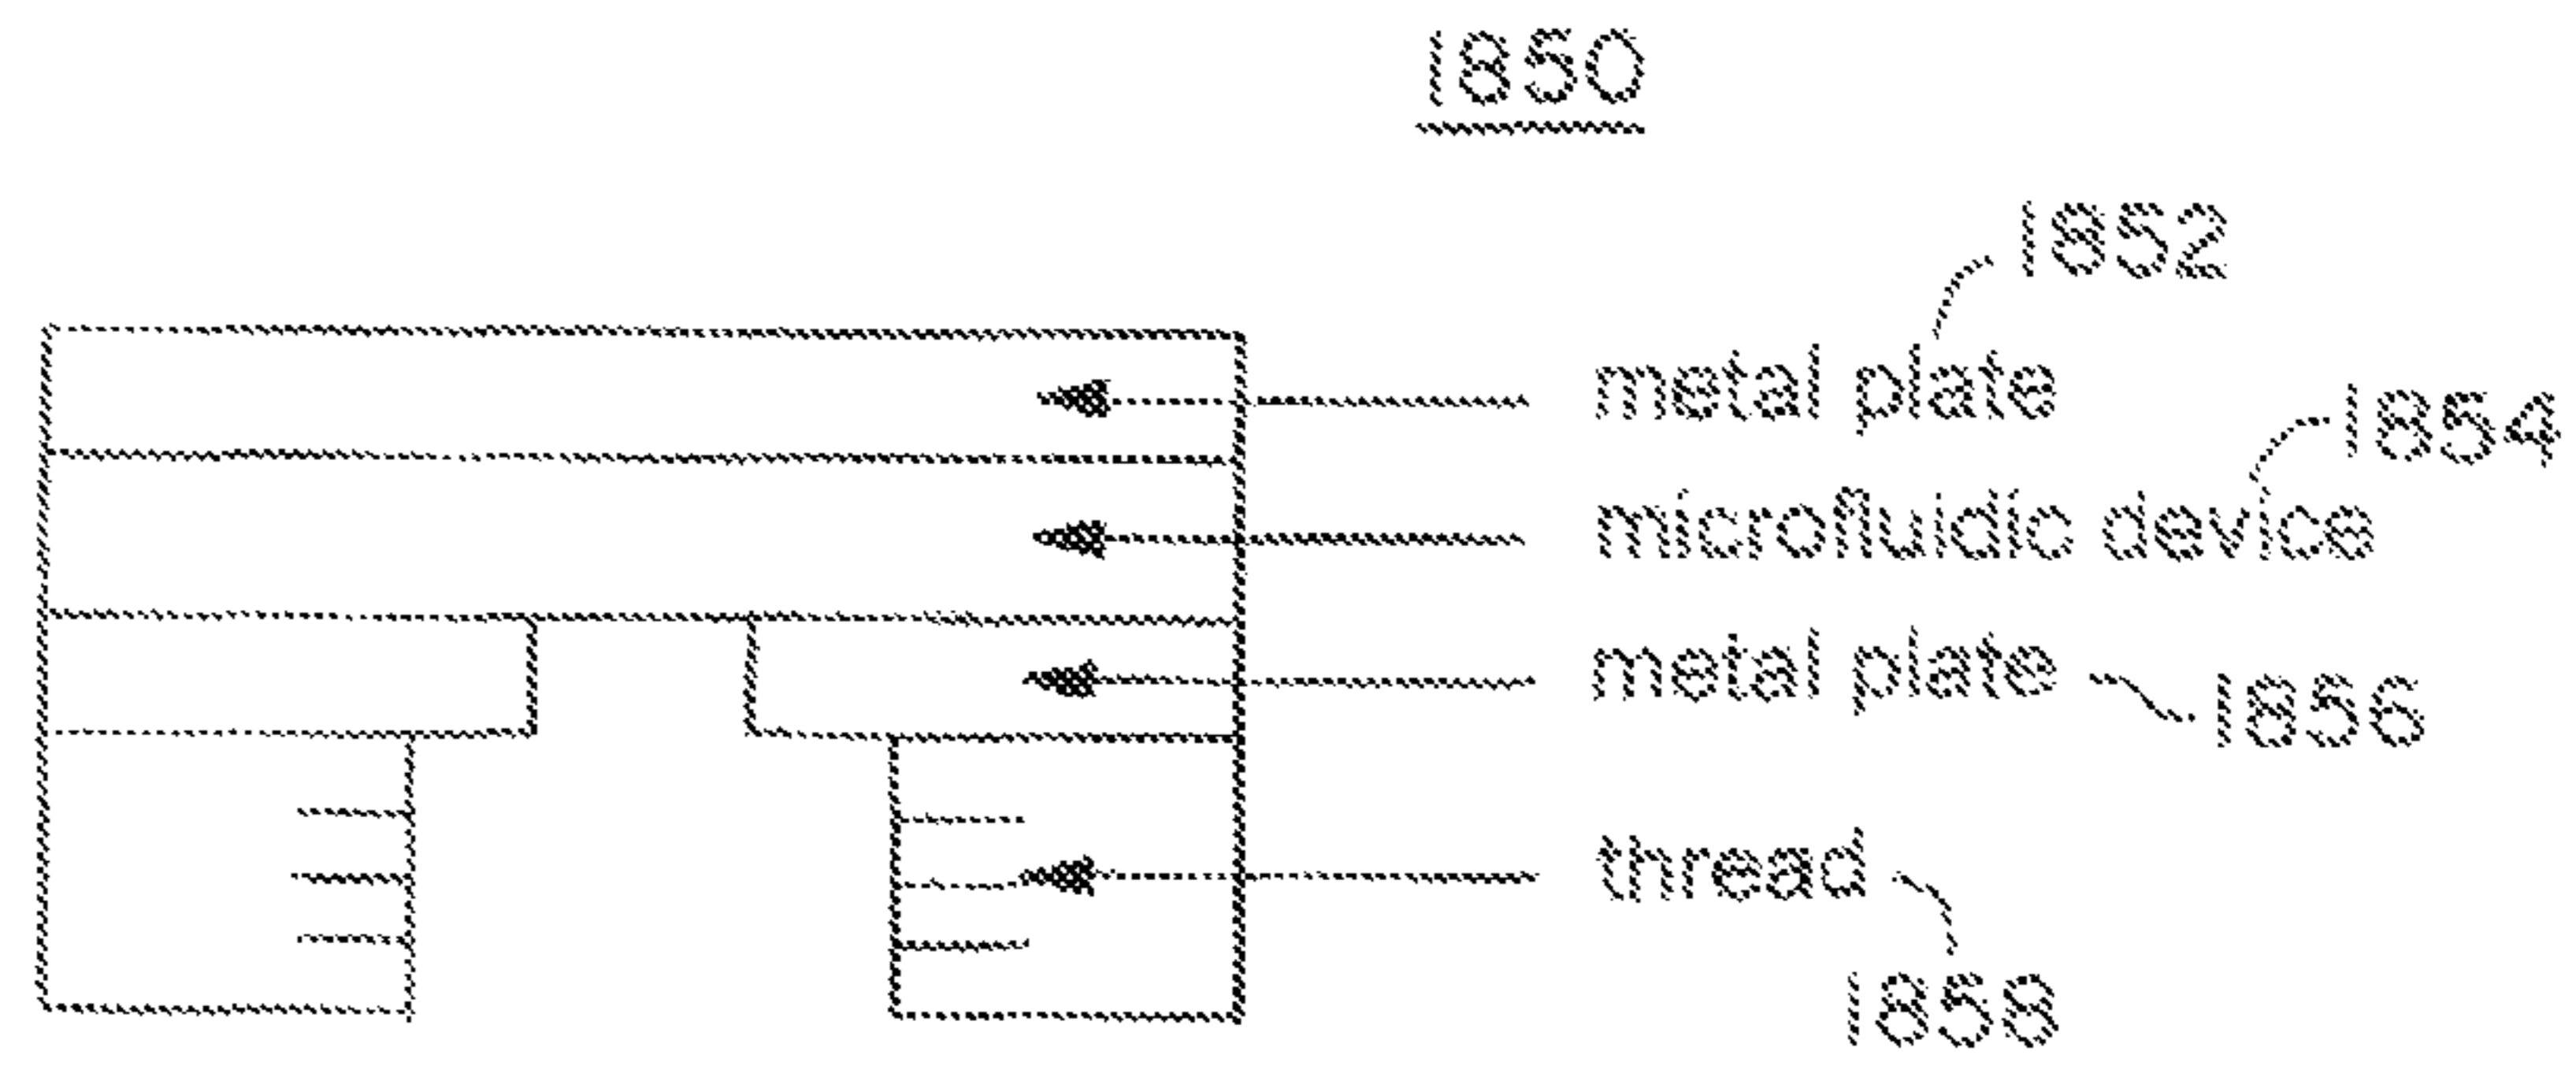 1850
1852
metal plate
1854
microfluidic device
metal plate
1856
thread
1858